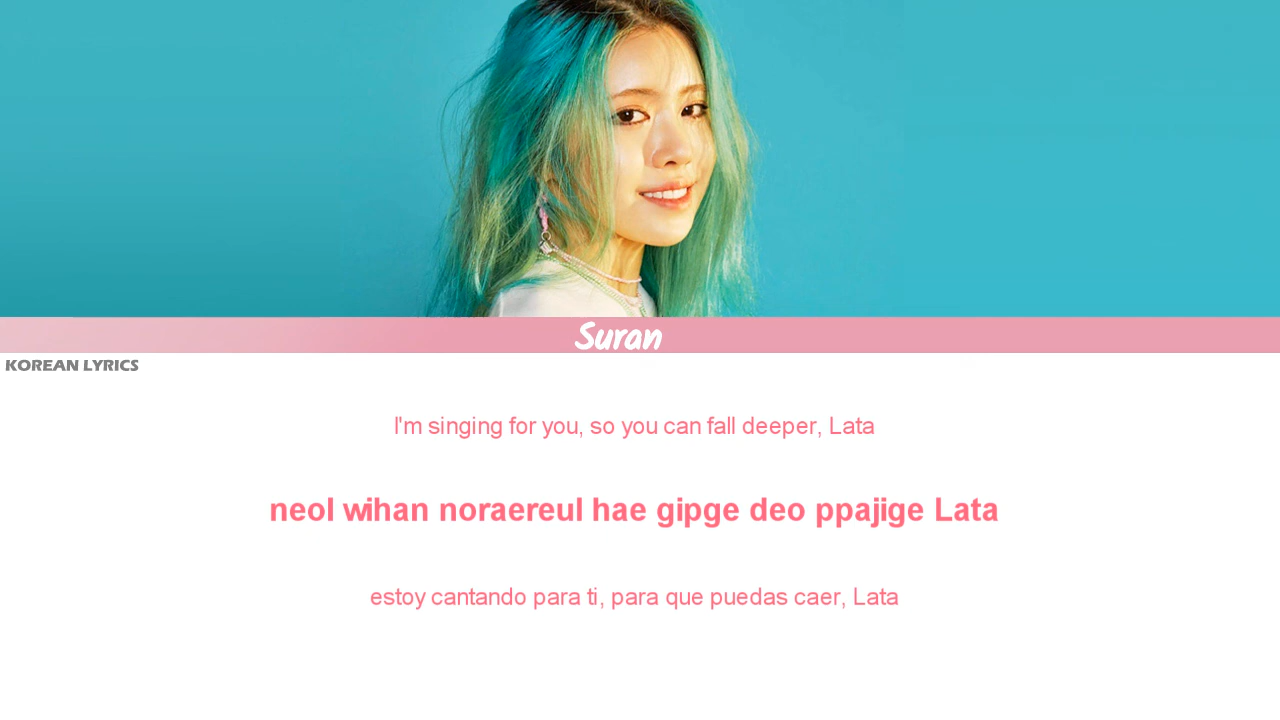 Suran
KOREAN LYRICS
I'm singing for you, so you can fall deeper, Lata
neol wihan noraereul hae gipge deo ppajige Lata
estoy cantando para ti, para que puedas caer, Lata